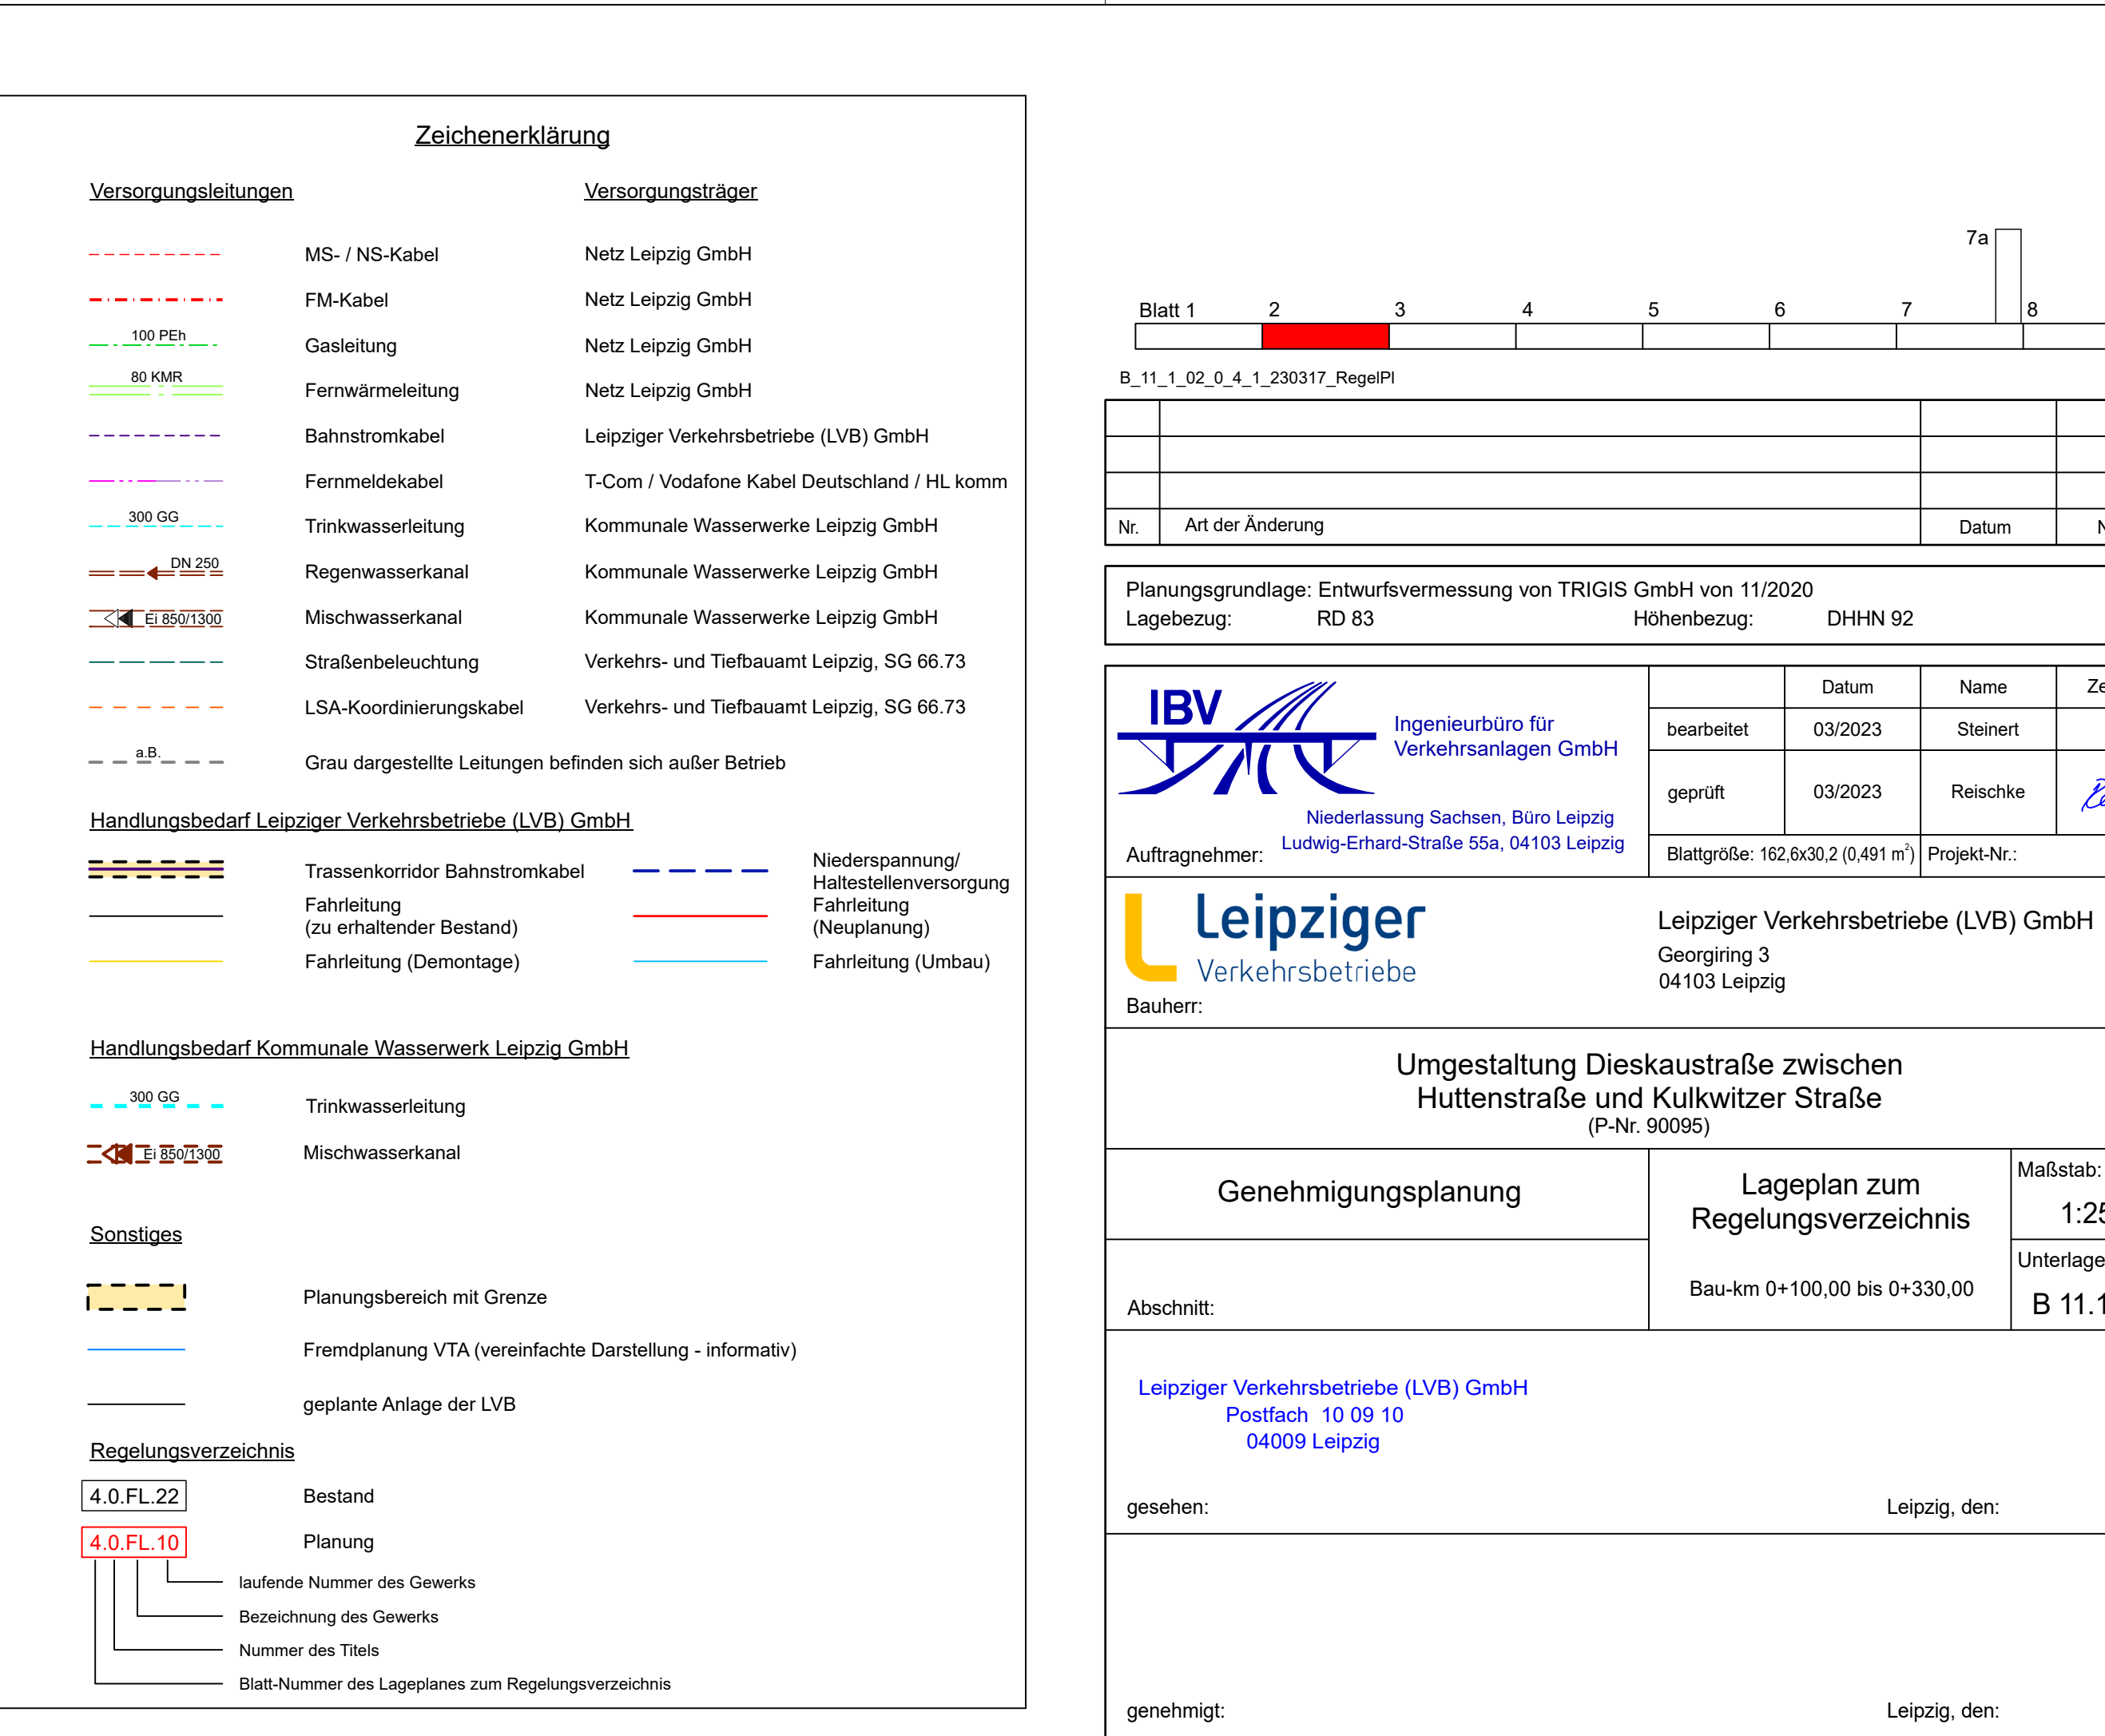 Zeichenerklärung
Versorgungsleitungen Versorgungsträger
MS- / NS-Kabel Netz Leipzig GmbH
FM-Kabel Netz Leipzig GmbH
100 PEh Gasleitung Netz Leipzig GmbH
80 KMR Fernwärmeleitung Netz Leipzig GmbH
Bahnstromkabel Leipziger Verkehrsbetriebe (LVB) GmbH
Fernmeldekabel T-Com / Vodafone Kabel Deutschland / HL komm
300 GG Trinkwasserleitung Kommunale Wasserwerke Leipzig GmbH
DN 250 Regenwasserkanal Kommunale Wasserwerke Leipzig GmbH
Ei 850/1300 Mischwasserkanal Kommunale Wasserwerke Leipzig GmbH
Straßenbeleuchtung Verkehrs- und Tiefbauamt Leipzig, SG 66.73
LSA-Koordinierungskabel Verkehrs- und Tiefbauamt Leipzig, SG 66.73
a.B. Grau dargestellte Leitungen befinden sich außer Betrieb
Handlungsbedarf Leipziger Verkehrsbetriebe (LVB) GmbH
Trassenkorridor Bahnstromkabel
Niederspannung/
Haltestellenversorgung
Fahrleitung
(zu erhaltender Bestand)
Fahrleitung
(Neuplanung)
Fahrleitung (Demontage) Fahrleitung (Umbau)
Handlungsbedarf Kommunale Wasserwerk Leipzig GmbH
300 GG Trinkwasserleitung
Ei 850/1300 Mischwasserkanal
Sonstiges
Planungsbereich mit Grenze
Fremdplanung VTA (vereinfachte Darstellung - informativ)
geplante Anlage der LVB
Regelungsverzeichnis
4.0.FL.22 Bestand
4.0.FL.10 Planung
laufende Nummer des Gewerks
Bezeichnung des Gewerks
Nummer des Titels
Blatt-Nummer des Lageplanes zum Regelungsverzeichnis
7a
Blatt 1 2 3 4 5 6 7 8
B_11_1_02_0_4_1_230317_RegelPl
Nr. Art der Änderung Datum N
Planungsgrundlage: Entwurfsvermessung von TRIGIS GmbH von 11/2020
Lagebezug: RD 83 Höhenbezug: DHHN 92
IBV
Ingenieurbüro für
Verkehrsanlagen GmbH
Niederlassung Sachsen, Büro Leipzig
Ludwig-Erhard-Straße 55a, 04103 Leipzig
Auftragnehmer:
Datum Name Ze
bearbeitet 03/2023 Steinert
geprüft 03/2023 Reischke
Blattgröße: 162,6x30,2 (0,491 m²) Projekt-Nr.:
Leipziger
Verkehrsbetriebe
Bauherr:
Leipziger Verkehrsbetriebe (LVB) GmbH
Georgiring 3
04103 Leipzig
Umgestaltung Dieskaustraße zwischen
Huttenstraße und Kulkwitzer Straße
(P-Nr. 90095)
Genehmigungsplanung
Abschnitt:
Lageplan zum
Regelungsverzeichnis
Bau-km 0+100,00 bis 0+330,00
Maßstab:
1:25
Unterlage
B 11.1
Leipziger Verkehrsbetriebe (LVB) GmbH
Postfach 10 09 10
04009 Leipzig
gesehen: Leipzig, den:
genehmigt: Leipzig, den: